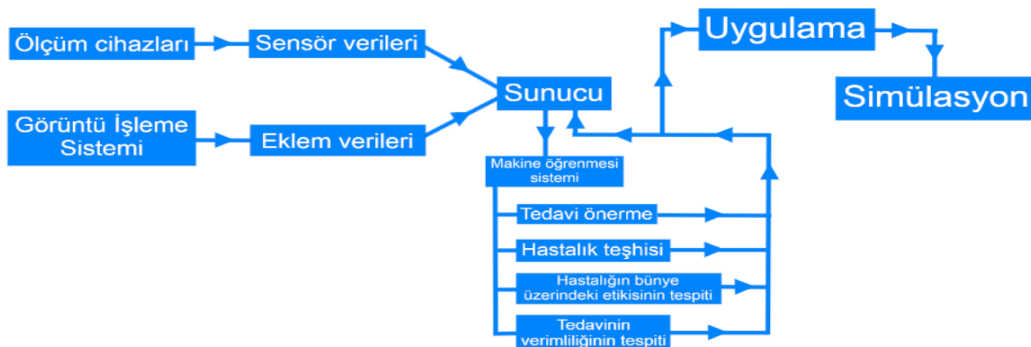 Ölçüm cihazları
Sensör verileri
Görüntü İşleme
Sistemi
Eklem verileri
Sunucu
Uygulama
Simülasyon
Makine öğrenmesi
sistemi
Tedavi önerme
Hastalık teşhisi
Hastalığın bünye
üzerindeki etikisinin tespiti
Tedavinin
verimliliğinin tespiti